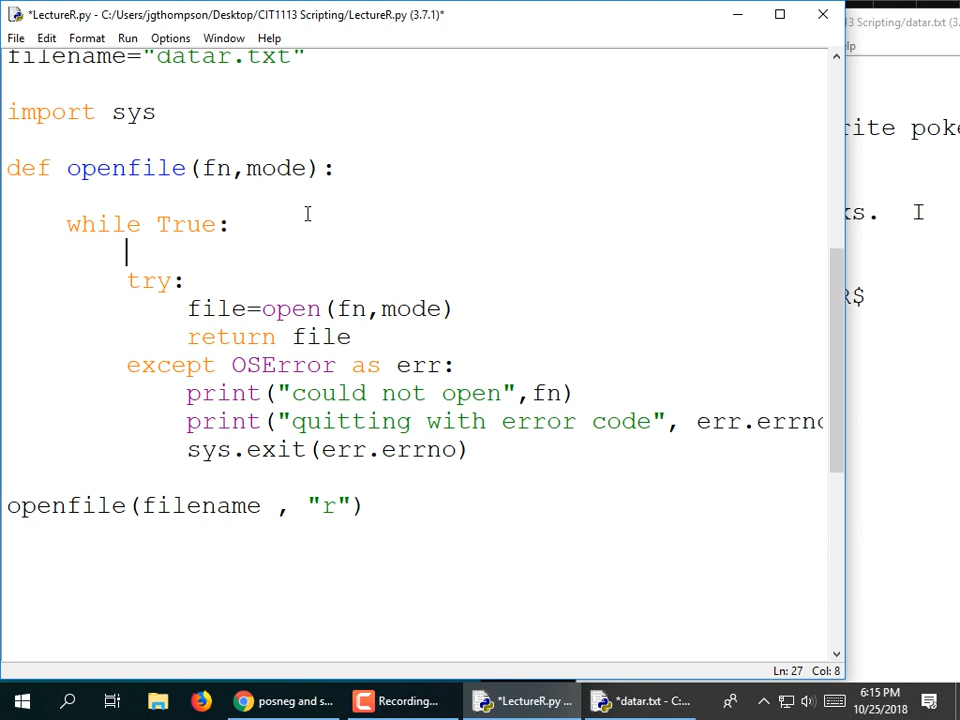 *LectureR.py - C:/Users/jgthompson/Desktop/CIT1113 Scripting/LectureR.py (3.7.1)*
13 Scripting/datar.txt (3.
File Edit Format Run Options Window Help
elp
filename="datar.txt"
import sys
rite poke
def openfile(fn,mode):
while True:
ks. I
try:
R$
file=open(fn,mode)
return file
except OSError as err:
print("could not open",fn)
print("quitting with error code", err.errno
sys.exit(err.errno)
openfile(filename , "r")
Ln: 27 Col: 8
posneg and s...
Recording...
*LectureR.py ...
*datar.txt - C:...
6:15 PM
10/25/2018